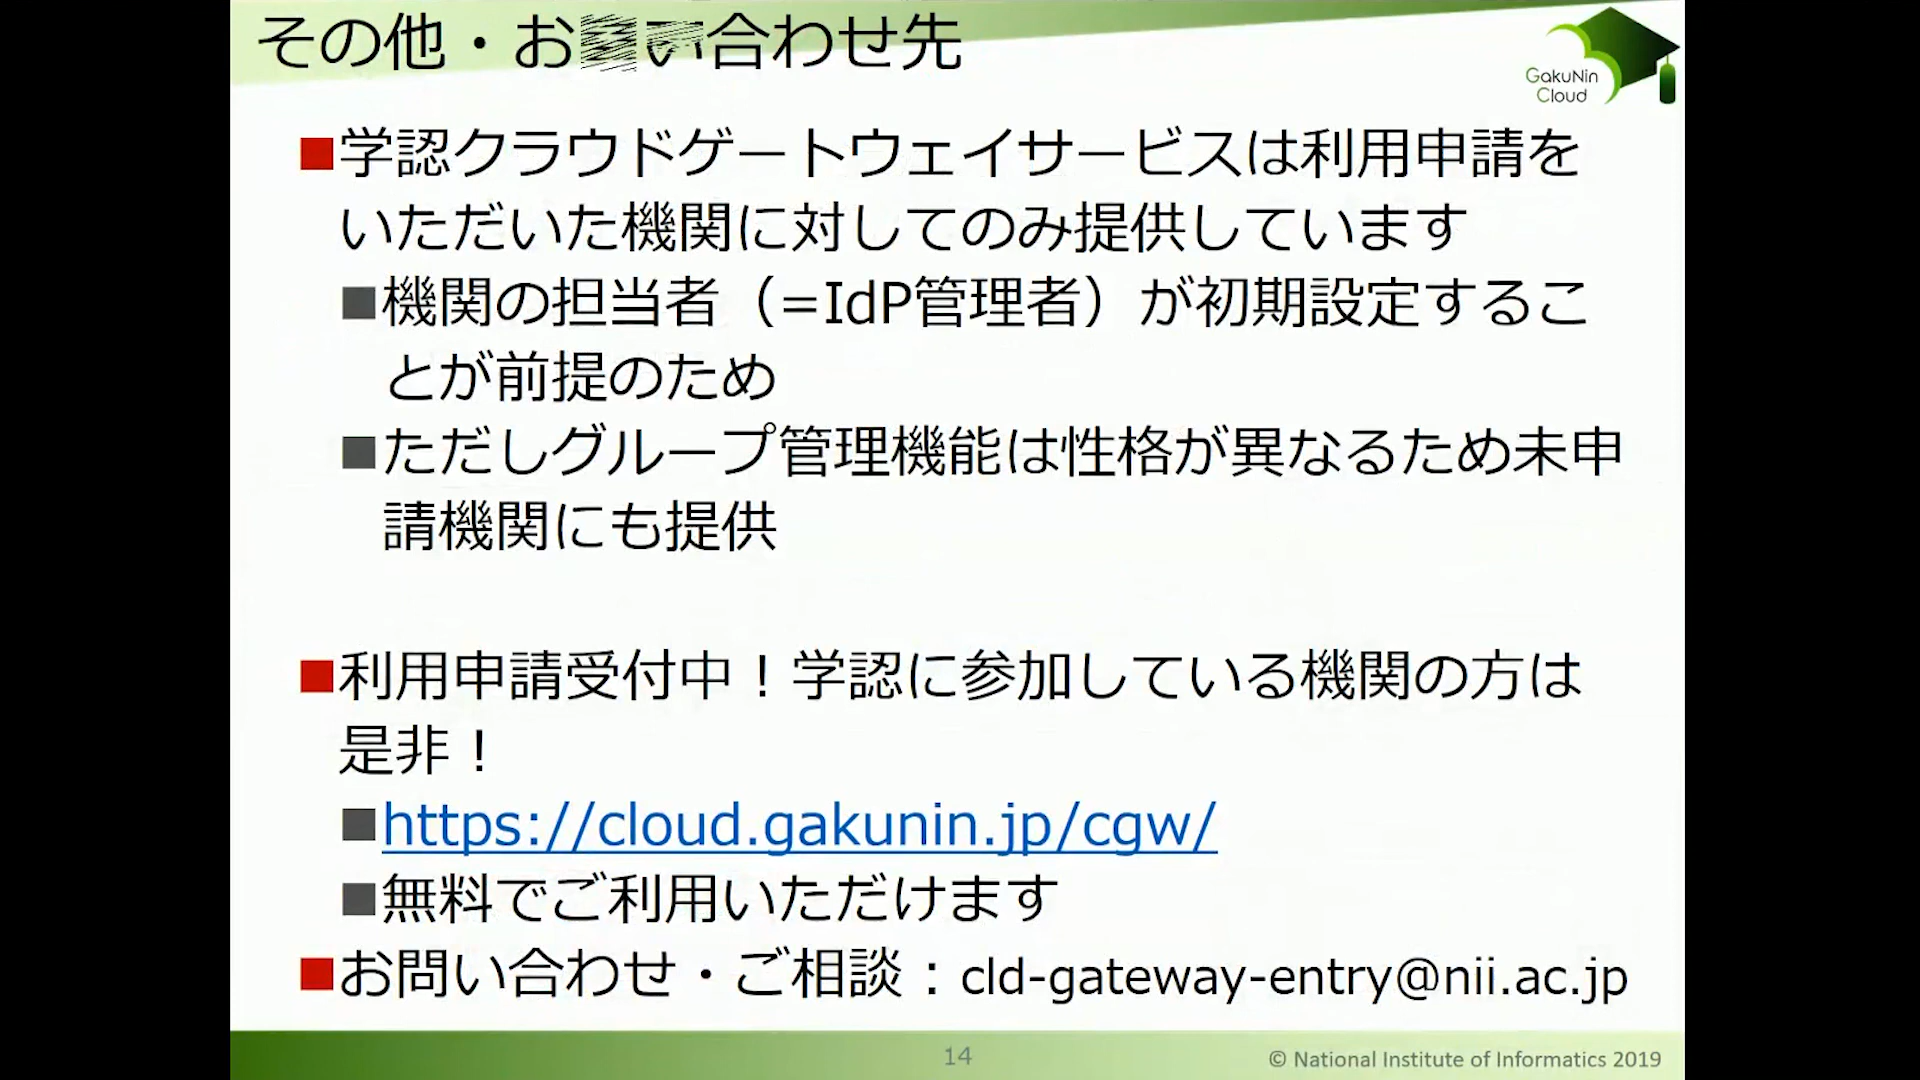 その他・お い合わせ先
GakuNin
Cloud
■学認クラウドゲートウェイサービスは利用申請を
いただいた機関に対してのみ提供しています
■機関の担当者（=IdP管理者）が初期設定するこ
とが前提のため
■ただしグループ管理機能は性格が異なるため未申
請機関にも提供
■利用申請受付中！学認に参加している機関の方は
是非！
■https://cloud.gakunin.jp/cgw/
■無料でご利用いただけます
■お問い合わせ・ご相談：cld-gateway-entry@nii.ac.jp
14
© National Institute of Informatics 2019